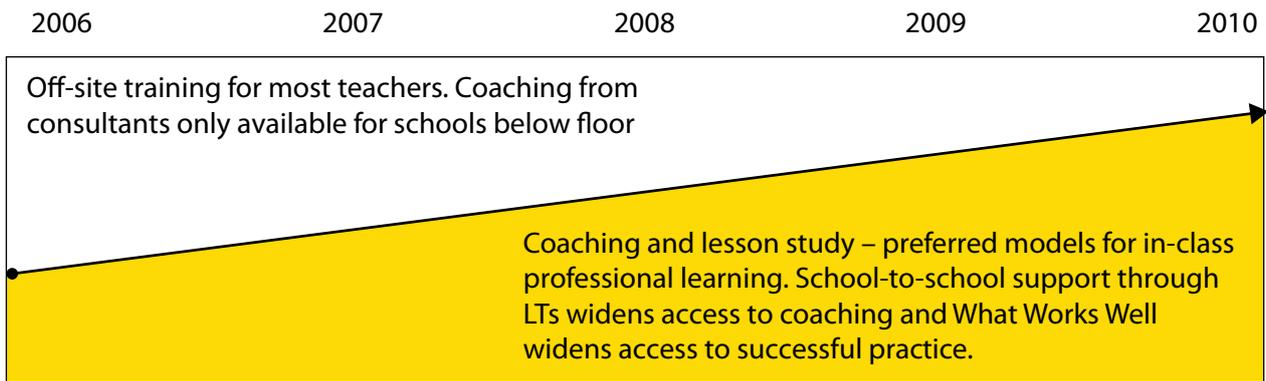 2006 2007 2008 2009 2010
Off-site training for most teachers. Coaching from
consultants only available for schools below floor
Coaching and lesson study – preferred models for in-class
professional learning. School-to-school support through
LTs widens access to coaching and What Works Well
widens access to successful practice.